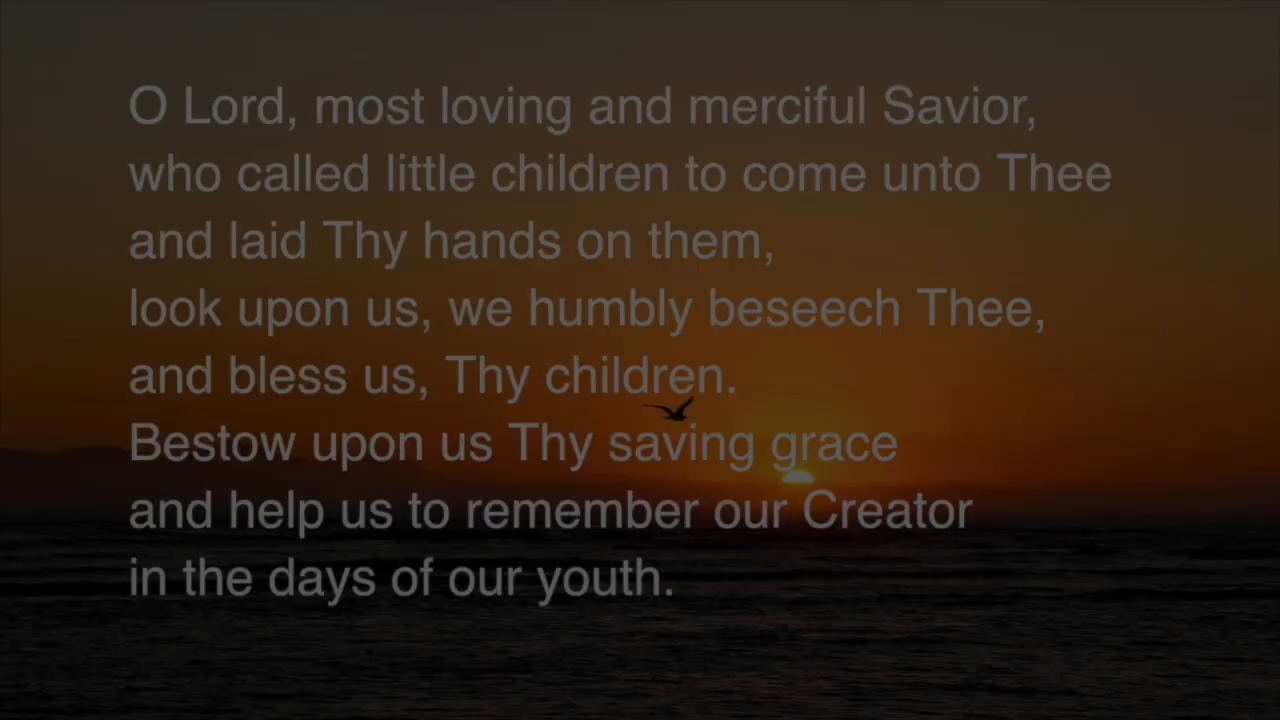 O Lord, most loving and merciful Savior,
who called little children to come unto Thee
and laid Thy hands on them,
look upon us, we humbly beseech Thee,
and bless us, Thy children.
Bestow upon us Thy saving grace
and help us to remember our Creator
in the days of our youth.